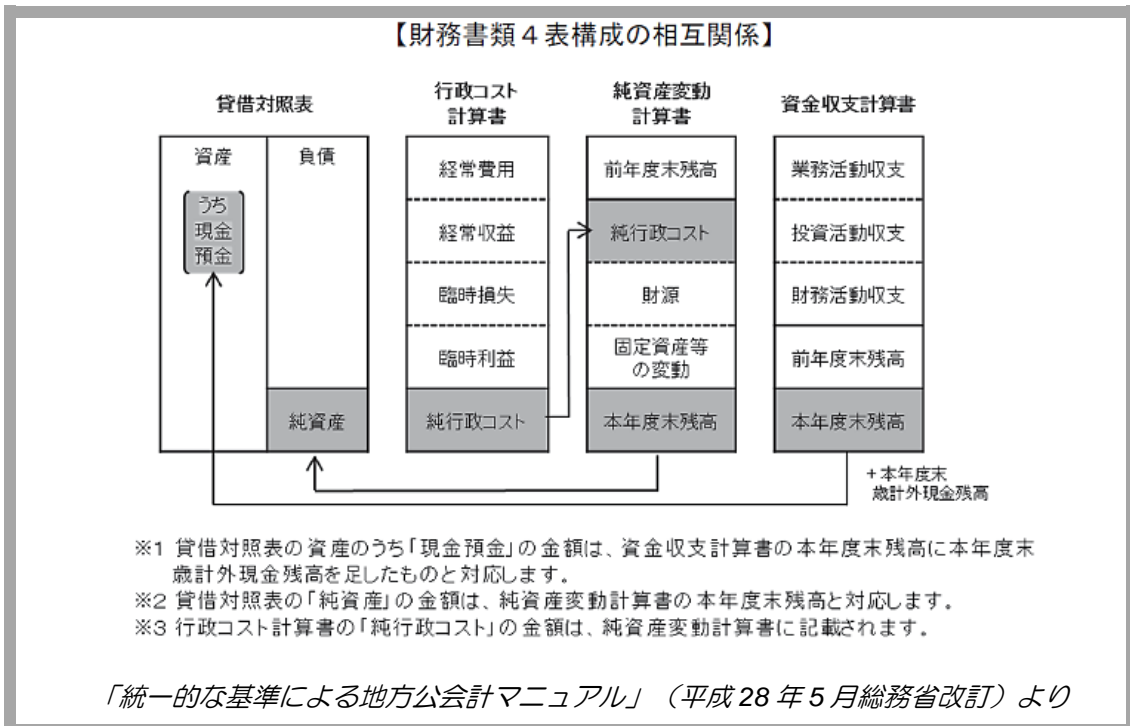 【財務書類４表構成の相互関係】
貸借対照表
資産
負債
うち
現金
預金
純資産
行政コスト
計算書
経常費用
経常収益
臨時損失
臨時利益
純行政コスト
純資産変動
計算書
前年度末残高
純行政コスト
財源
固定資産等
の変動
本年度末残高
資金収支計算書
業務活動収支
投資活動収支
財務活動収支
前年度末残高
本年度末残高
+本年度末
歳計外現金残高
※1 貸借対照表の資産のうち「現金預金」の金額は、資金収支計算書の本年度末残高に本年度末
歳計外現金残高を足したものと対応します。
※2 貸借対照表の「純資産」の金額は、純資産変動計算書の本年度末残高と対応します。
※3 行政コスト計算書の「純行政コスト」の金額は、純資産変動計算書に記載されます。
「統一的な基準による地方公会計マニュアル」（平成 28 年 5 月総務省改訂）より